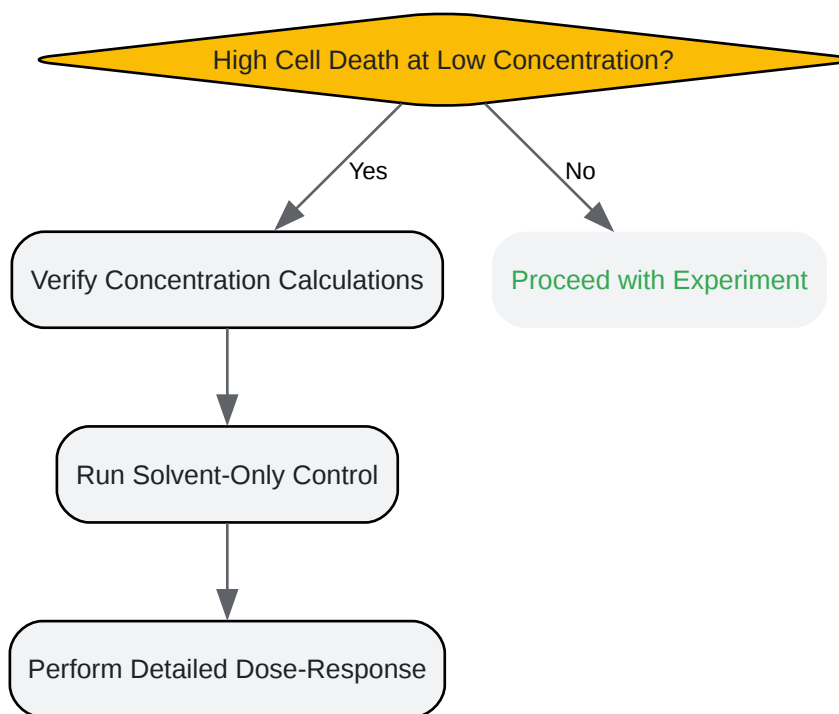 High Cell Death at Low Concentration?
Yes
No
Verify Concentration Calculations
Proceed with Experiment
Run Solvent-Only Control
Perform Detailed Dose-Response